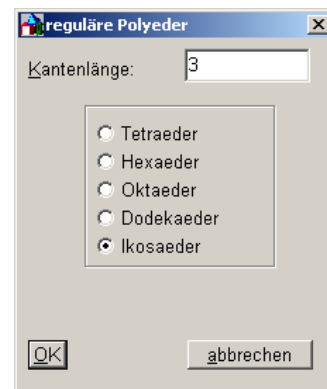 reguläre Polyeder
Kantenlänge: 3
Tetraeder
Hexaeder
Oktaeder
Dodekaeder
Ikosaeder
OK abbrechen